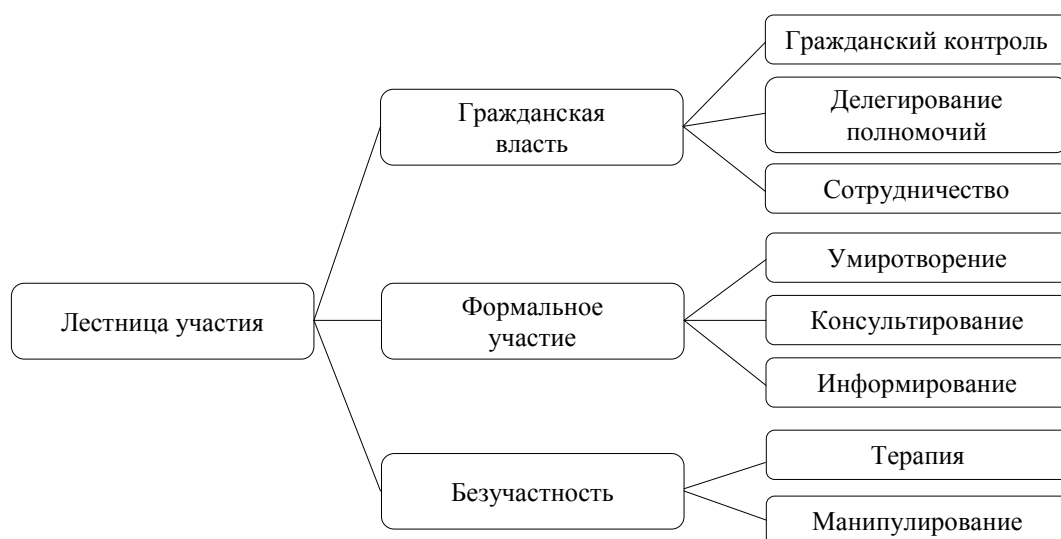 Лестница участия
Гражданская
власть
Гражданский контроль
Делегирование
полномочий
Сотрудничество
Формальное
участие
Умиротворение
Консультирование
Информирование
Безучастность
Терапия
Манипулирование